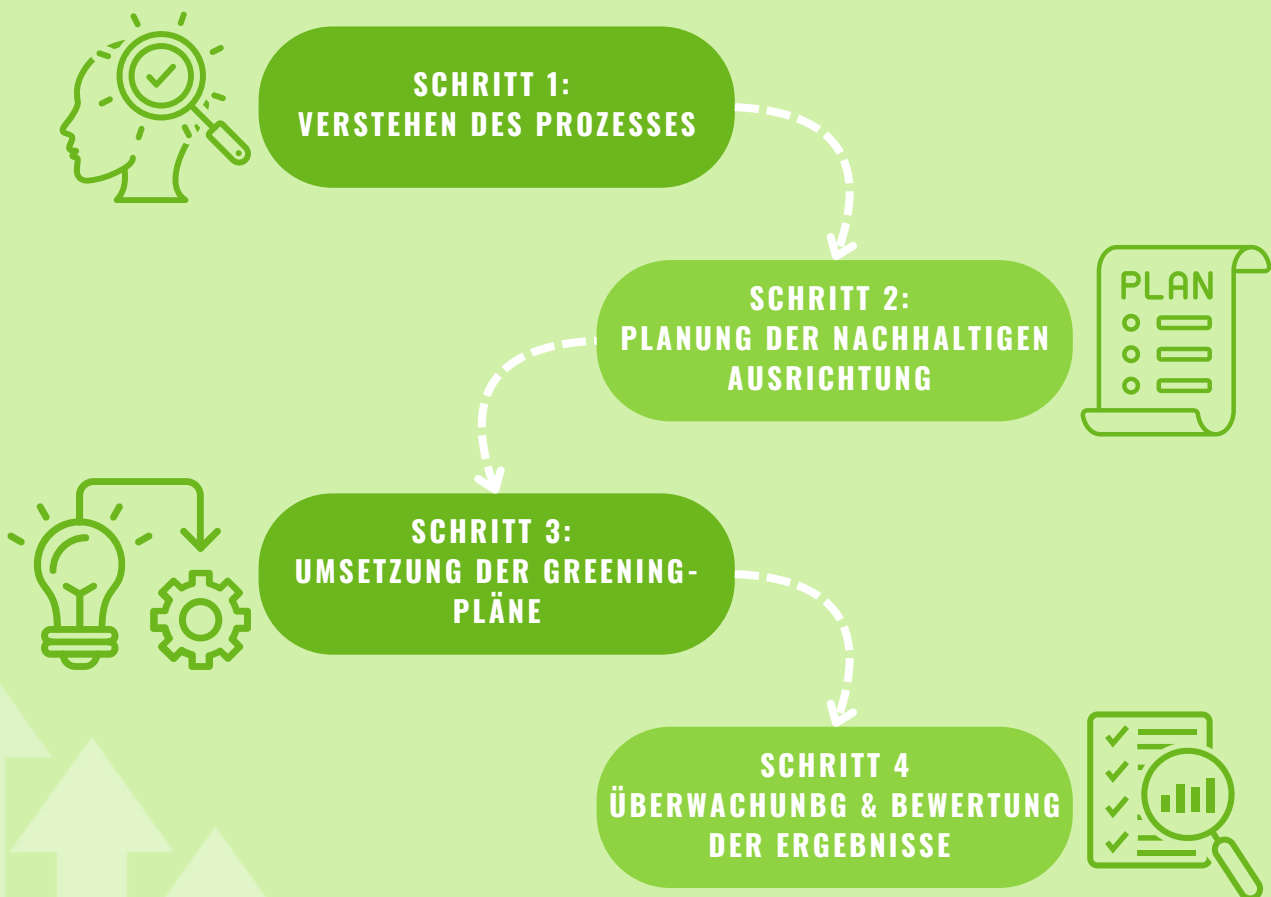 SCHRITT 1:
VERSTEHEN DES PROZESSES
SCHRITT 2:
PLANUNG DER NACHHALTIGEN
AUSRICHTUNG
PLAN
SCHRITT 3:
UMSETZUNG DER GREENING-
PLÄNE
SCHRITT 4
ÜBERWACHUNBG & BEWERTUNG
DER ERGEBNISSE